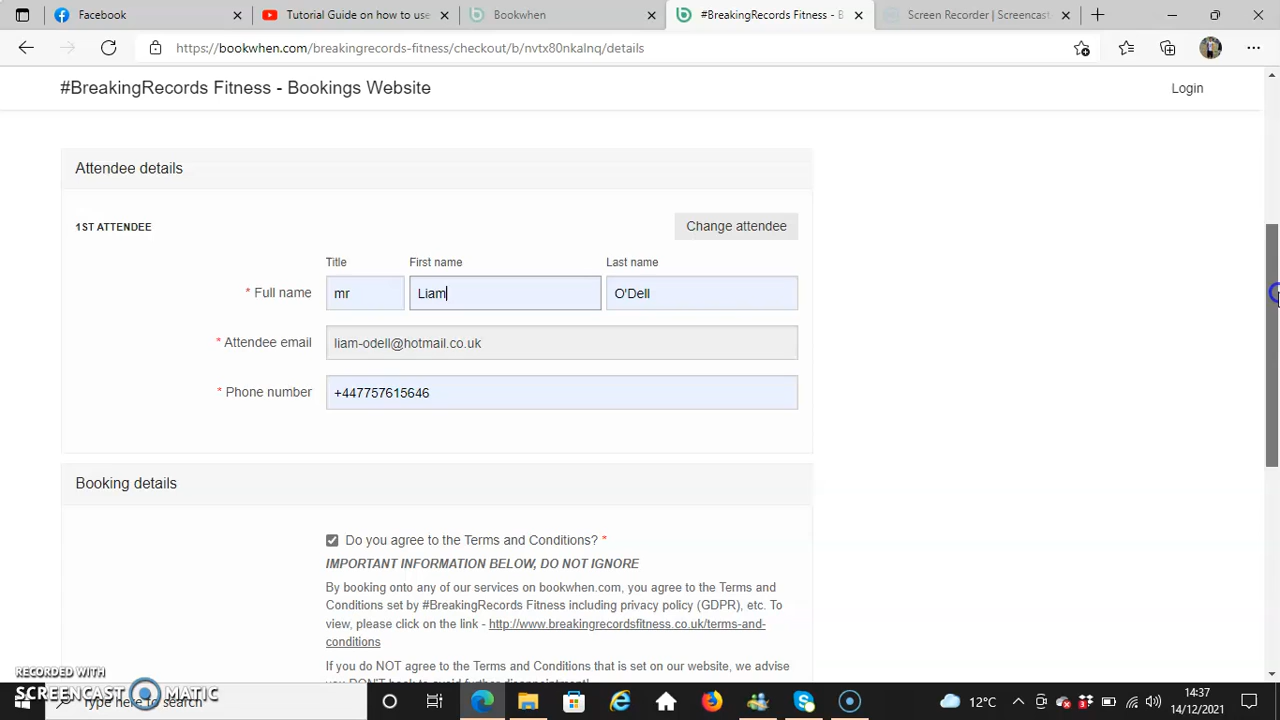 Facebook
Tutorial Guide on how to use
Bookwhen
#BreakingRecords Fitness - B
Screen Recorder | Screencast
https://bookwhen.com/breakingrecords-fitness/checkout/b/nvtx80nkalnq/details
#BreakingRecords Fitness - Bookings Website
Login
Attendee details
1ST ATTENDEE
Change attendee
Title First name Last name
* Full name mr Liam O'Dell
* Attendee email liam-odell@hotmail.co.uk
* Phone number +447757615646
Booking details
Do you agree to the Terms and Conditions? *
IMPORTANT INFORMATION BELOW, DO NOT IGNORE
By booking onto any of our services on bookwhen.com, you agree to the Terms and
Conditions set by #BreakingRecords Fitness including privacy policy (GDPR), etc. To
view, please click on the link - http://www.breakingrecordsfitness.co.uk/terms-and-
conditions
If you do NOT agree to the Terms and Conditions that is set on our website, we advise
you DON'T book to avoid further disappointment!
RECORDED WITH
SCREENCAST MATIC
Type here to search
12°C
14:37
14/12/2021